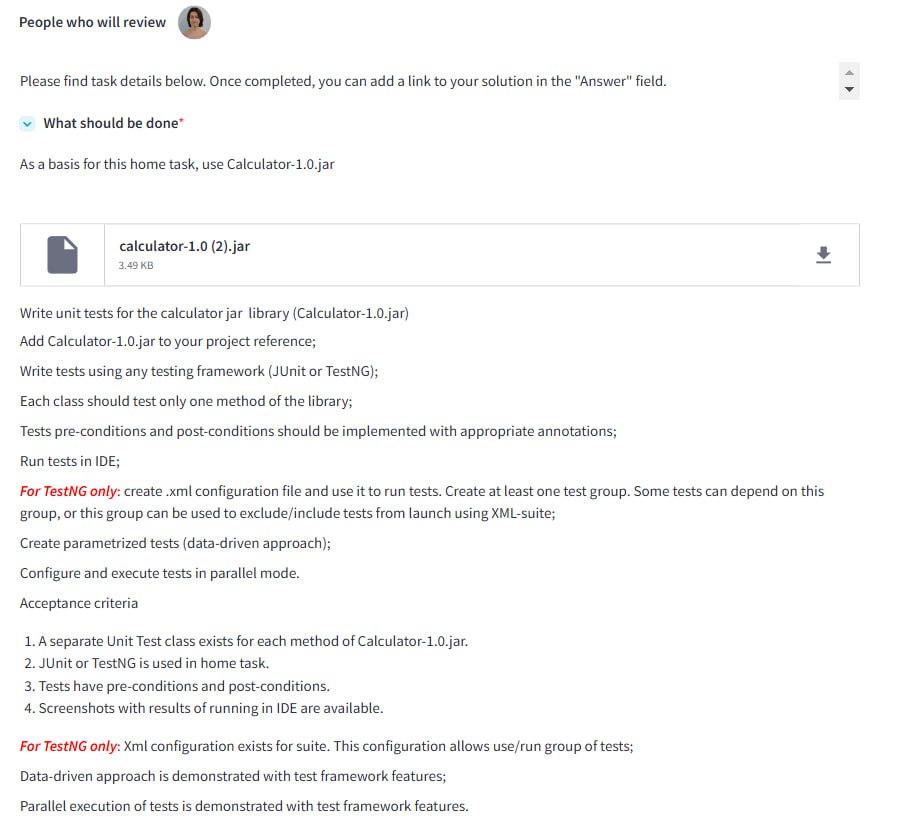 People who will review
Please find task details below. Once completed, you can add a link to your solution in the "Answer" field.
What should be done*
As a basis for this home task, use Calculator-1.0.jar
calculator-1.0 (2).jar
3.49 KB
Write unit tests for the calculator jar library (Calculator-1.0.jar)
Add Calculator-1.0.jar to your project reference;
Write tests using any testing framework (JUnit or TestNG);
Each class should test only one method of the library;
Tests pre-conditions and post-conditions should be implemented with appropriate annotations;
Run tests in IDE;
For TestNG only: create .xml configuration file and use it to run tests. Create at least one test group. Some tests can depend on this
group, or this group can be used to exclude/include tests from launch using XML-suite;
Create parametrized tests (data-driven approach);
Configure and execute tests in parallel mode.
Acceptance criteria
1. A separate Unit Test class exists for each method of Calculator-1.0.jar.
2. JUnit or TestNG is used in home task.
3. Tests have pre-conditions and post-conditions.
4. Screenshots with results of running in IDE are available.
For TestNG only: Xml configuration exists for suite. This configuration allows use/run group of tests;
Data-driven approach is demonstrated with test framework features;
Parallel execution of tests is demonstrated with test framework features.